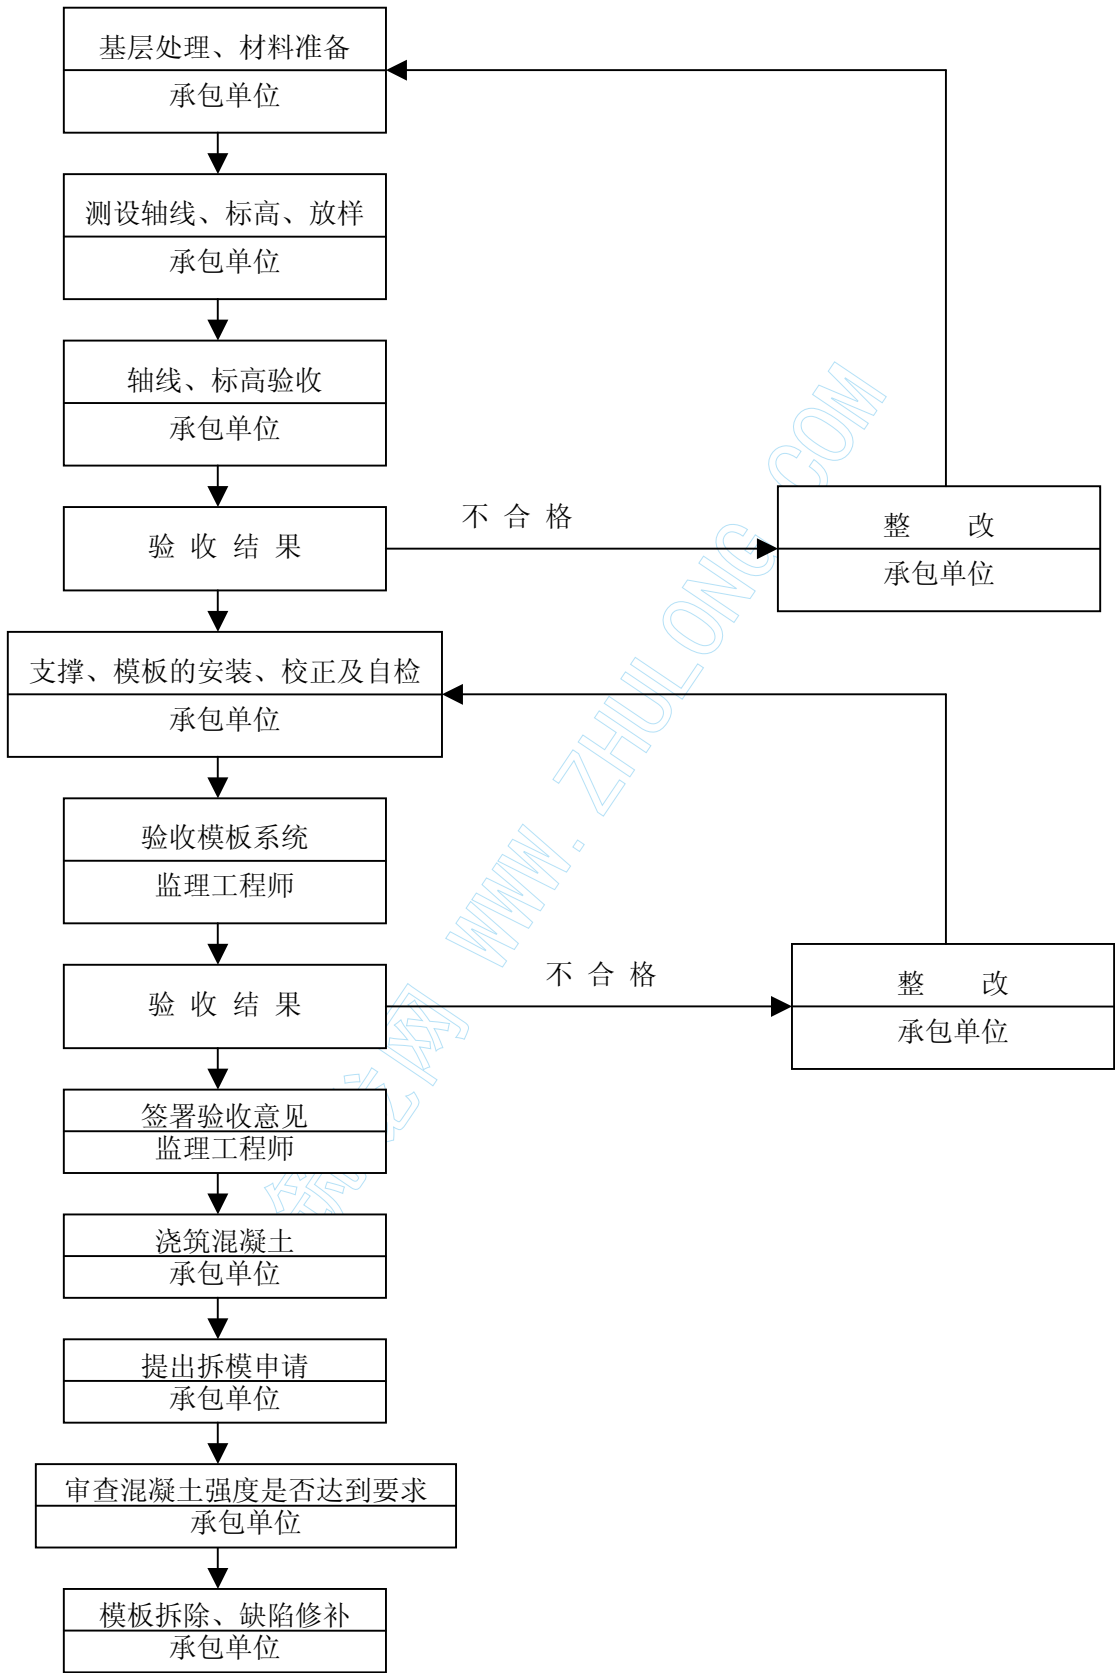 基层处理、材料准备
承包单位
测设轴线、标高、放样
承包单位
轴线、标高验收
承包单位
验 收 结 果
不 合 格
整 改
承包单位
支撑、模板的安装、校正及自检
承包单位
验收模板系统
监理工程师
验 收 结 果
不 合 格
整 改
承包单位
签署验收意见
监理工程师
浇筑混凝土
承包单位
提出拆模申请
承包单位
审查混凝土强度是否达到要求
承包单位
模板拆除、缺陷修补
承包单位
筑龙网 WWW.ZHULONG.COM